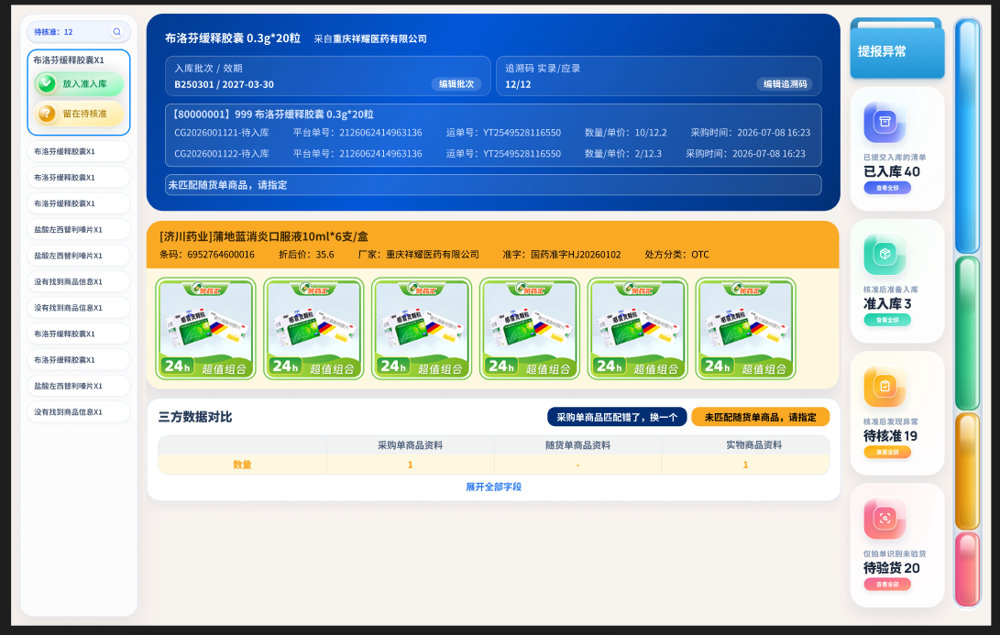 待核准：12
布洛芬缓释胶囊X1
放入准入库
留在待核准
布洛芬缓释胶囊X1
布洛芬缓释胶囊X1
布洛芬缓释胶囊X1
盐酸左西替利嗪片X1
盐酸左西替利嗪片X1
没有找到商品信息X1
没有找到商品信息X1
布洛芬缓释胶囊X1
布洛芬缓释胶囊X1
盐酸左西替利嗪片X1
没有找到商品信息X1
布洛芬缓释胶囊 0.3g*20粒 采自重庆祥耀医药有限公司
入库批次 / 效期
B250301 / 2027-03-30 编辑批次
追溯码 实录/应录
12/12 编辑追溯码
【80000001】999 布洛芬缓释胶囊 0.3g*20粒
CG2026001121-待入库 平台单号：2126062414963136 运单号：YT2549528116550 数量/单价：10/12.2 采购时间：2026-07-08 16:23
CG2026001122-待入库 平台单号：2126062414963136 运单号：YT2549528116550 数量/单价：2/12.3 采购时间：2026-07-08 16:23
未匹配随货单商品，请指定
[济川药业]蒲地蓝消炎口服液10ml*6支/盒
条码：6952764600016 折后价：35.6 厂家：重庆祥耀医药有限公司 准字：国药准字HJ20260102 处方分类：OTC
24h 超值组合
24h 超值组合
24h 超值组合
24h 超值组合
24h 超值组合
24h 超值组合
三方数据对比 采购单商品匹配错了，换一个 未匹配随货单商品，请指定
采购单商品资料 随货单商品资料 实物商品资料
数量 1 - 1
展开全部字段
提报异常
已提交入库的清单
已入库 40
查看全部
核准后准备入库
准入库 3
查看全部
核准后发现异常
待核准 19
查看全部
仅拍单识别未验货
待验货 20
查看全部